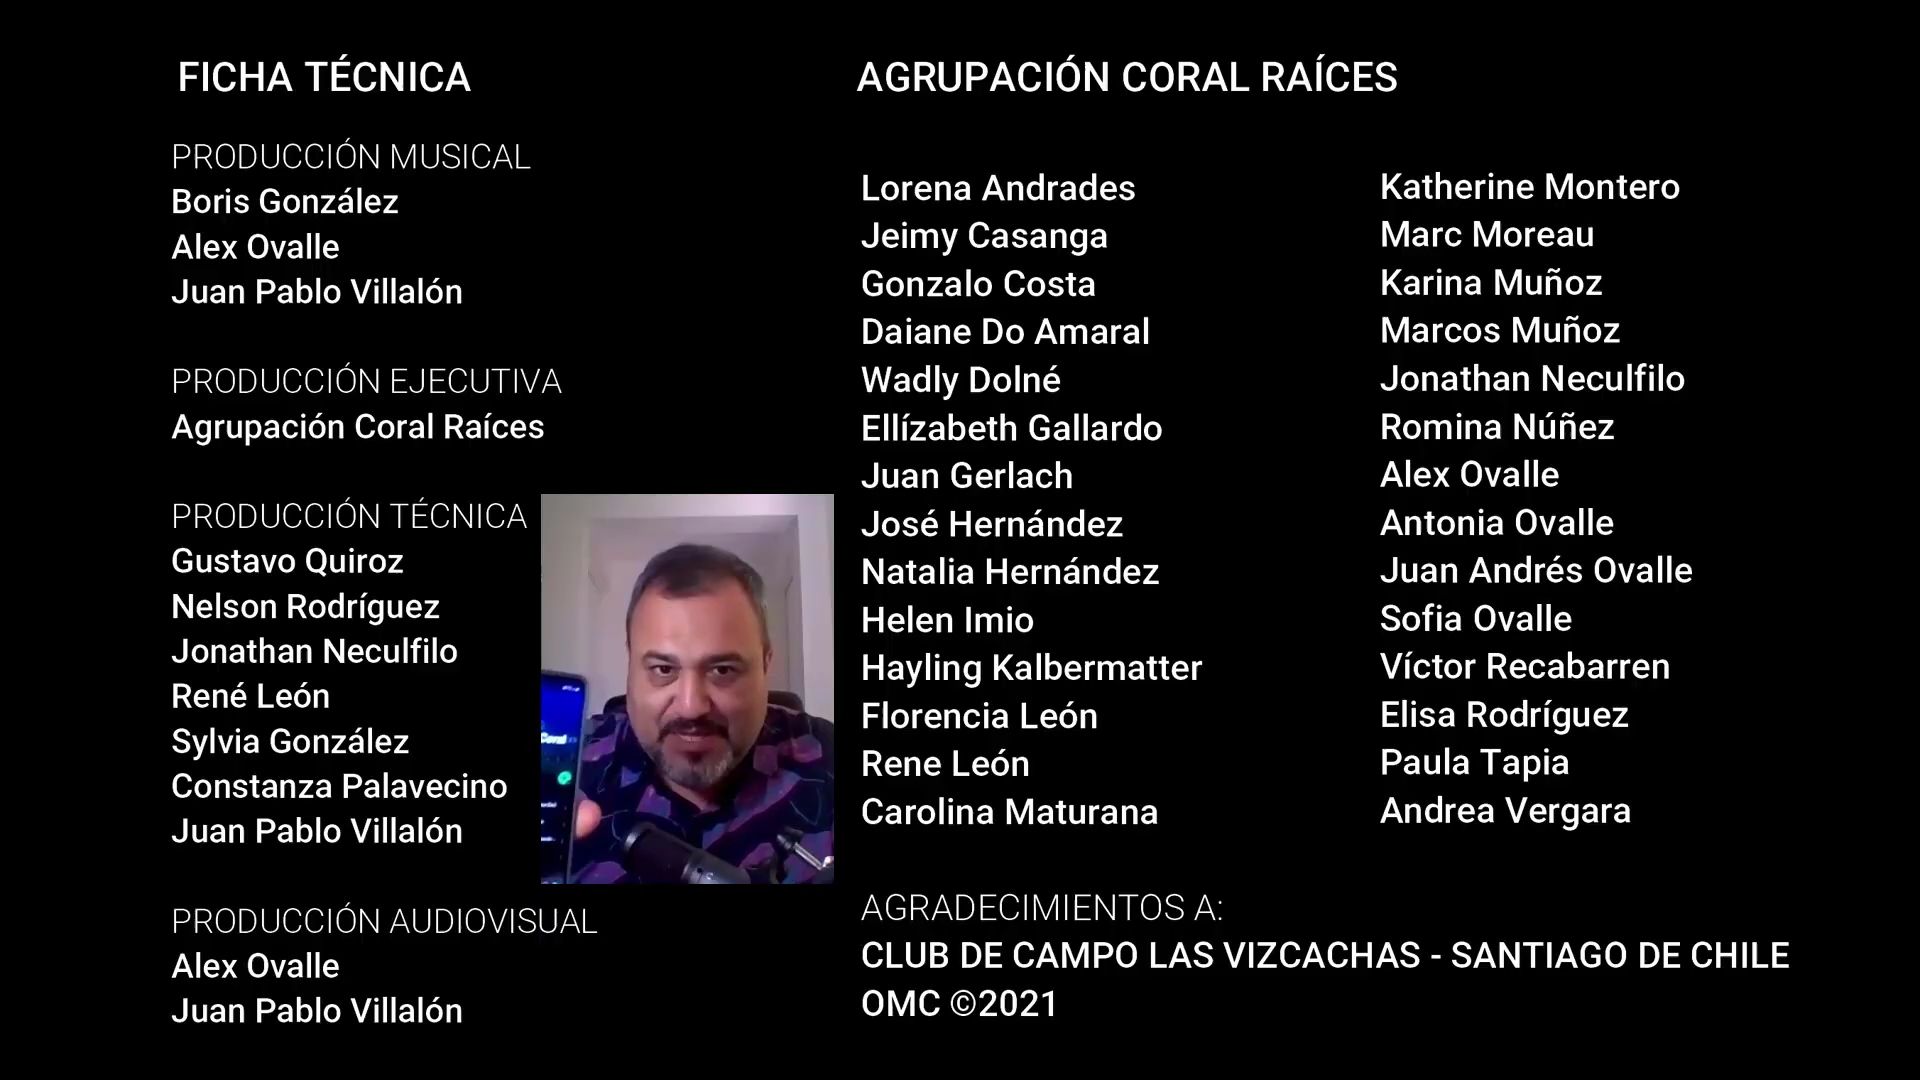 FICHA TÉCNICA
PRODUCCIÓN MUSICAL
Boris González
Alex Ovalle
Juan Pablo Villalón
PRODUCCIÓN EJECUTIVA
Agrupación Coral Raíces
PRODUCCIÓN TÉCNICA
Gustavo Quiroz
Nelson Rodríguez
Jonathan Neculfilo
René León
Sylvia González
Constanza Palavecino
Juan Pablo Villalón
PRODUCCIÓN AUDIOVISUAL
Alex Ovalle
Juan Pablo Villalón
Coral
AGRUPACIÓN CORAL RAÍCES
Lorena Andrades
Jeimy Casanga
Gonzalo Costa
Daiane Do Amaral
Wadly Dolné
Ellízabeth Gallardo
Juan Gerlach
José Hernández
Natalia Hernández
Helen Imio
Hayling Kalbermatter
Florencia León
Rene León
Carolina Maturana
Katherine Montero
Marc Moreau
Karina Muñoz
Marcos Muñoz
Jonathan Neculfilo
Romina Núñez
Alex Ovalle
Antonia Ovalle
Juan Andrés Ovalle
Sofia Ovalle
Víctor Recabarren
Elisa Rodríguez
Paula Tapia
Andrea Vergara
AGRADECIMIENTOS A:
CLUB DE CAMPO LAS VIZCACHAS - SANTIAGO DE CHILE
OMC ©2021